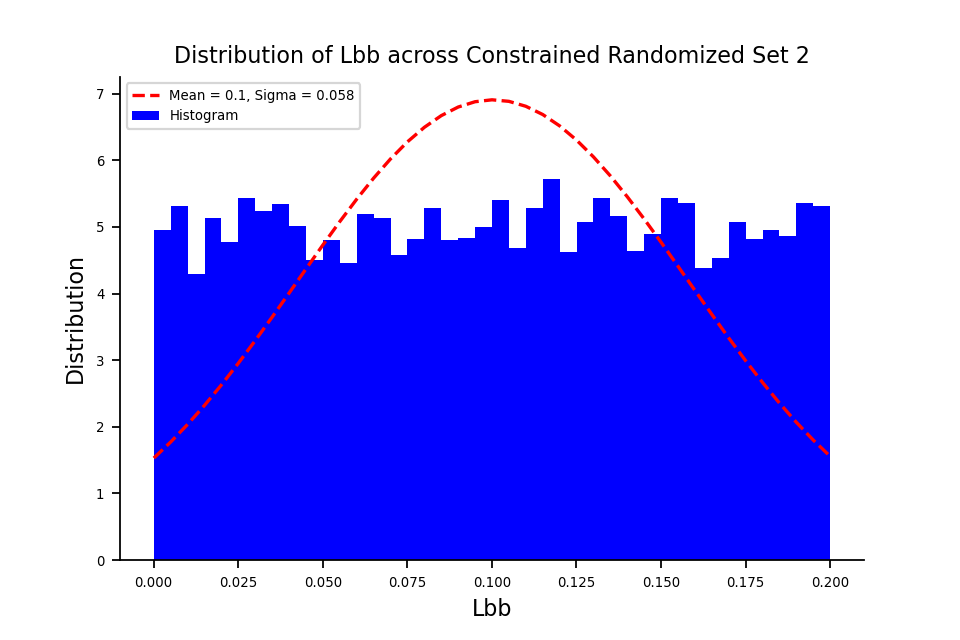 Distribution of Lbb across Constrained Randomized Set 2
Mean = 0.1, Sigma = 0.058
Histogram
Distribution
7
6
5
4
3
2
1
0
0.000 0.025 0.050 0.075 0.100 0.125 0.150 0.175 0.200
Lbb